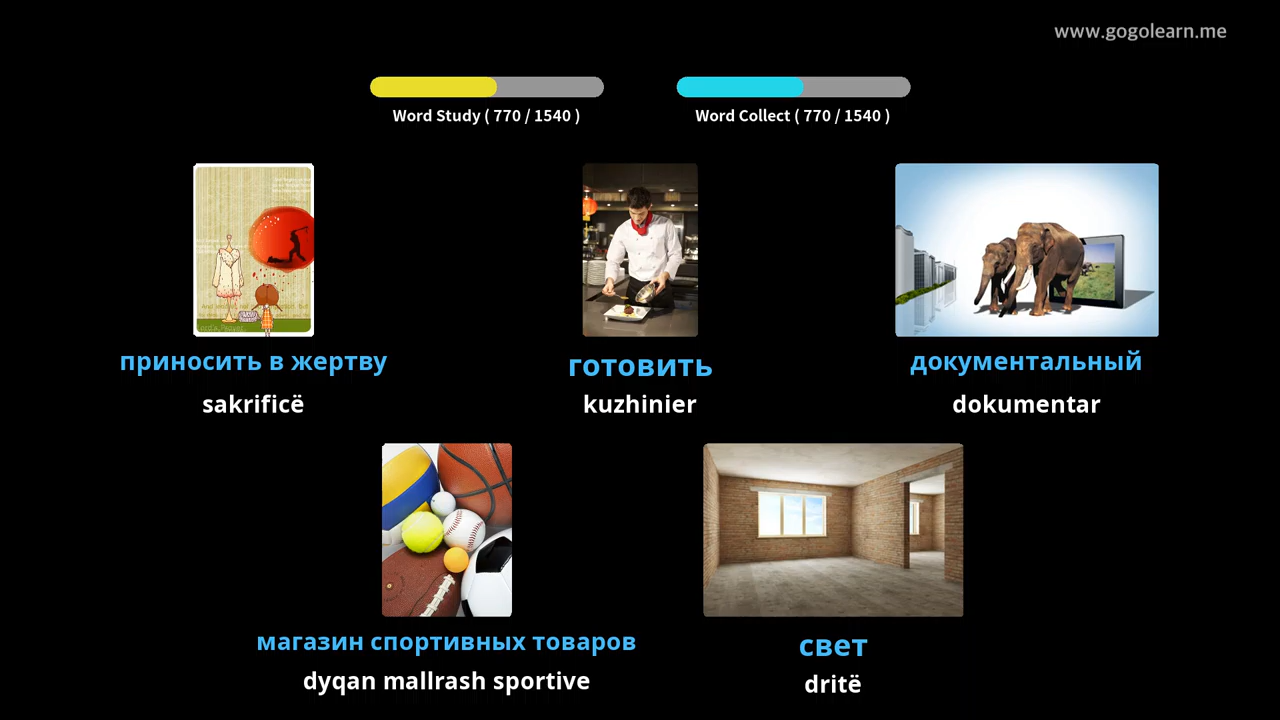 www.gogolearn.me
Word Study ( 770 / 1540 )
Word Collect ( 770 / 1540 )
приносить в жертву
sakrificë
готовить
kuzhinier
документальный
dokumentar
магазин спортивных товаров
dyqan mallrash sportive
свет
dritë